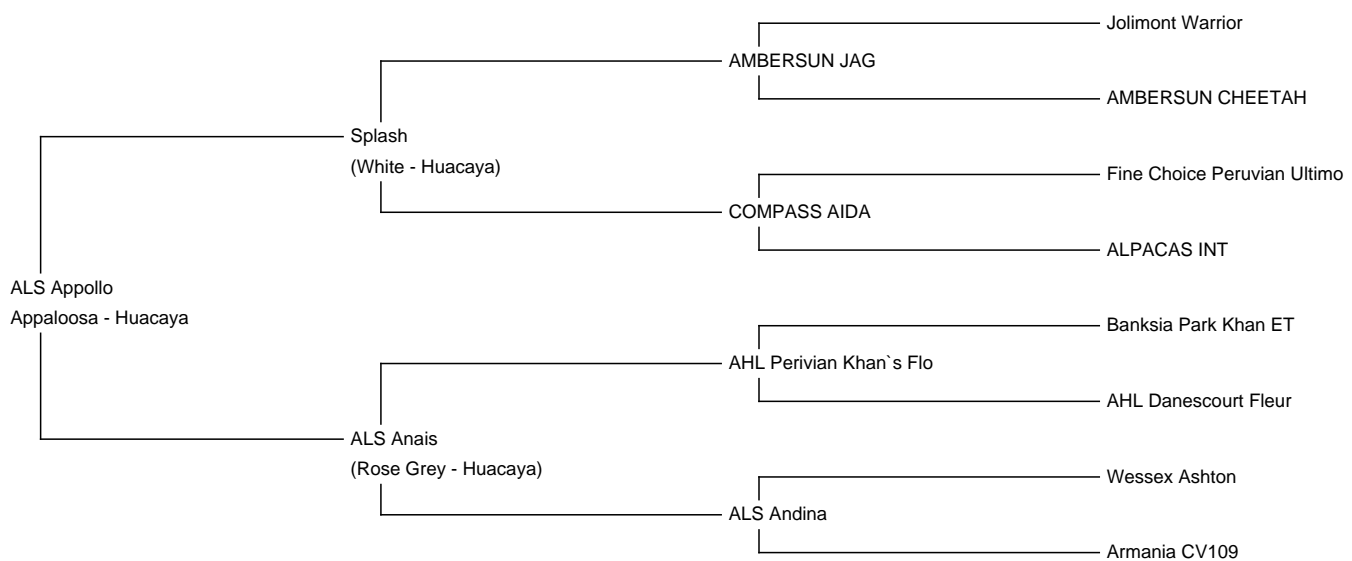 Jolimont Warrior
AMBERSUN JAG
AMBERSUN CHEETAH
Splash
(White - Huacaya)
Fine Choice Peruvian Ultimo
COMPASS AIDA
ALPACAS INT
ALS Appollo
Appaloosa - Huacaya
Banksia Park Khan ET
AHL Perivian Khan`s Flo
AHL Danescourt Fleur
ALS Anais
(Rose Grey - Huacaya)
Wessex Ashton
ALS Andina
Armania CV109